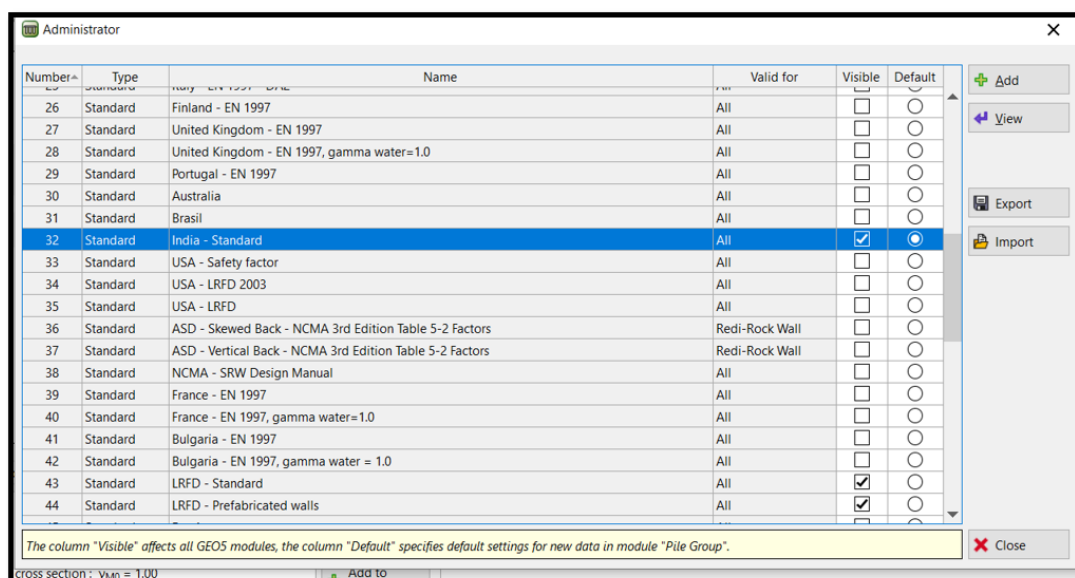 Administrator
Number Type Name Valid for Visible Default
26 Standard Finland - EN 1997 All
27 Standard United Kingdom - EN 1997 All
28 Standard United Kingdom - EN 1997, gamma water=1.0 All
29 Standard Portugal - EN 1997 All
30 Standard Australia All
31 Standard Brasil All
32 Standard India - Standard All
33 Standard USA - Safety factor All
34 Standard USA - LRFD 2003 All
35 Standard USA - LRFD All
36 Standard ASD - Skewed Back - NCMA 3rd Edition Table 5-2 Factors Redi-Rock Wall
37 Standard ASD - Vertical Back - NCMA 3rd Edition Table 5-2 Factors Redi-Rock Wall
38 Standard NCMA - SRW Design Manual All
39 Standard France - EN 1997 All
40 Standard France - EN 1997, gamma water=1.0 All
41 Standard Bulgaria - EN 1997 All
42 Standard Bulgaria - EN 1997, gamma water = 1.0 All
43 Standard LRFD - Standard All
44 Standard LRFD - Prefabricated walls All
Add
View
Export
Import
The column "Visible" affects all GEO5 modules, the column "Default" specifies default settings for new data in module "Pile Group".
Close
cross section : γM0 = 1.00
Add to